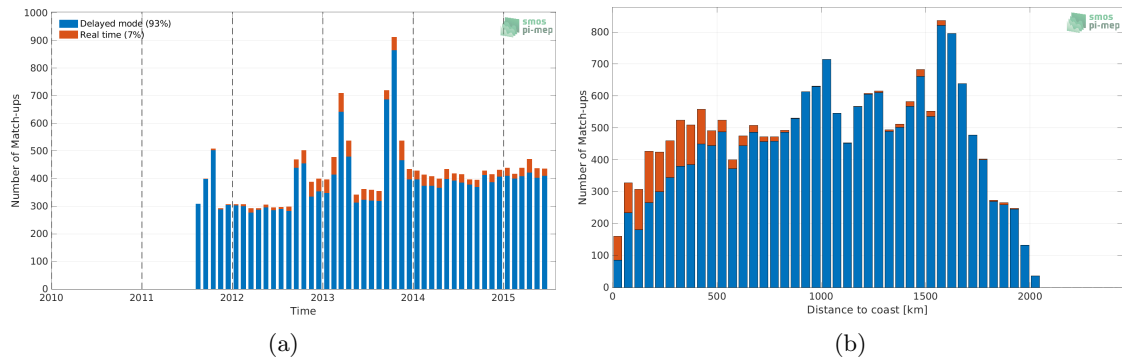 1000
900
800
700
600
500
400
300
200
100
0
Number of Match-ups
Delayed mode (93%)
Real time (7%)
smos
pi-mep
2010
2011
2012
2013
2014
2015
Time
(a)
800
700
600
500
400
300
200
100
0
Number of Match-ups
smos
pi-mep
0
500
1000
1500
2000
Distance to coast [km]
(b)